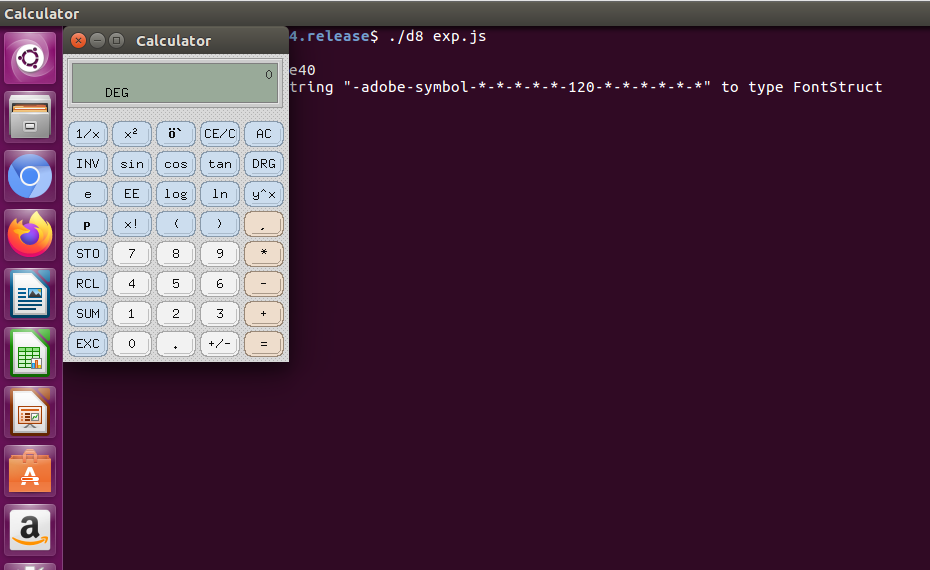 Calculator
Calculator
4.release$ ./d8 exp.js
e40
tring "-adobe-symbol-*-*-*-*-*-120-*-*-*-*-*-*" to type FontStruct
0
DEG
1/x x² ö` CE/C AC
INV sin cos tan DRG
e EE log ln y^x
p x! ( ) ,
STO 7 8 9 *
RCL 4 5 6 -
SUM 1 2 3 +
EXC 0 . +/- =